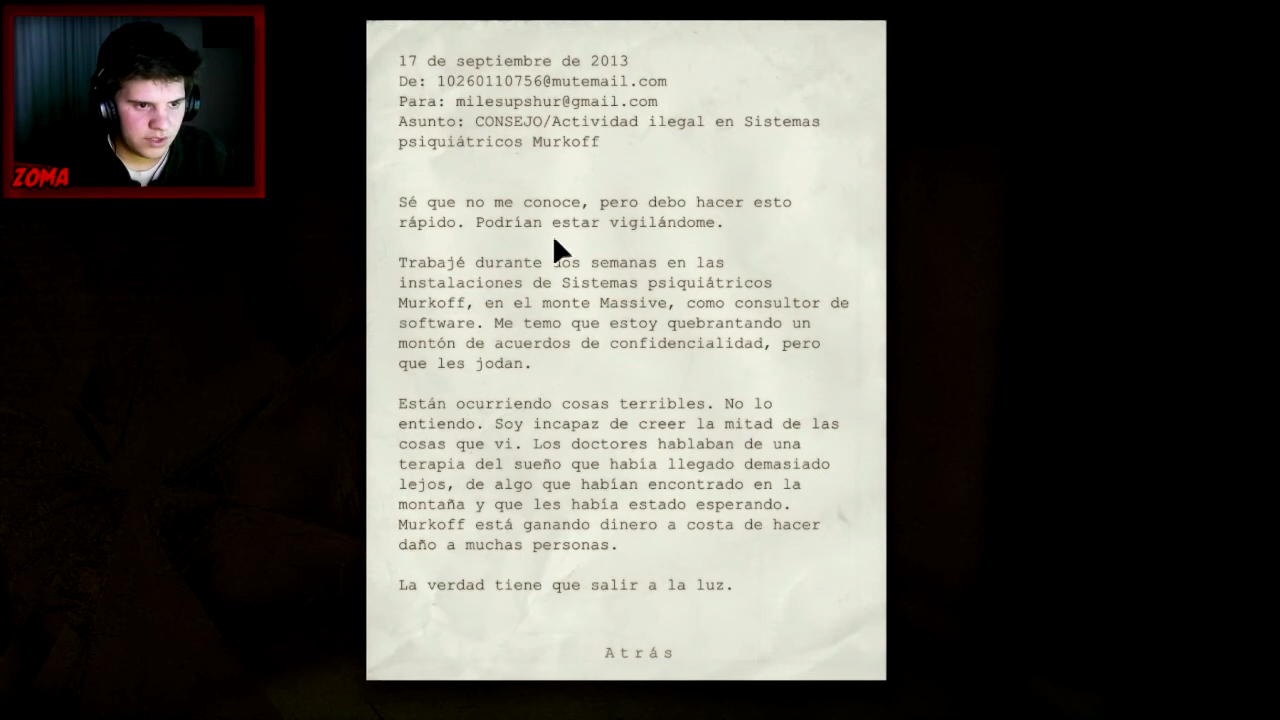 ZOMA
17 de septiembre de 2013
De: 10260110756@mutemail.com
Para: milesupshur@gmail.com
Asunto: CONSEJO/Actividad ilegal en Sistemas
psiquiátricos Murkoff
Sé que no me conoce, pero debo hacer esto
rápido. Podrían estar vigilándome.
Trabajé durante dos semanas en las
instalaciones de Sistemas psiquiátricos
Murkoff, en el monte Massive, como consultor de
software. Me temo que estoy quebrantando un
montón de acuerdos de confidencialidad, pero
que les jodan.
Están ocurriendo cosas terribles. No lo
entiendo. Soy incapaz de creer la mitad de las
cosas que vi. Los doctores hablaban de una
terapia del sueño que había llegado demasiado
lejos, de algo que habían encontrado en la
montaña y que les había estado esperando.
Murkoff está ganando dinero a costa de hacer
daño a muchas personas.
La verdad tiene que salir a la luz.
Atrás